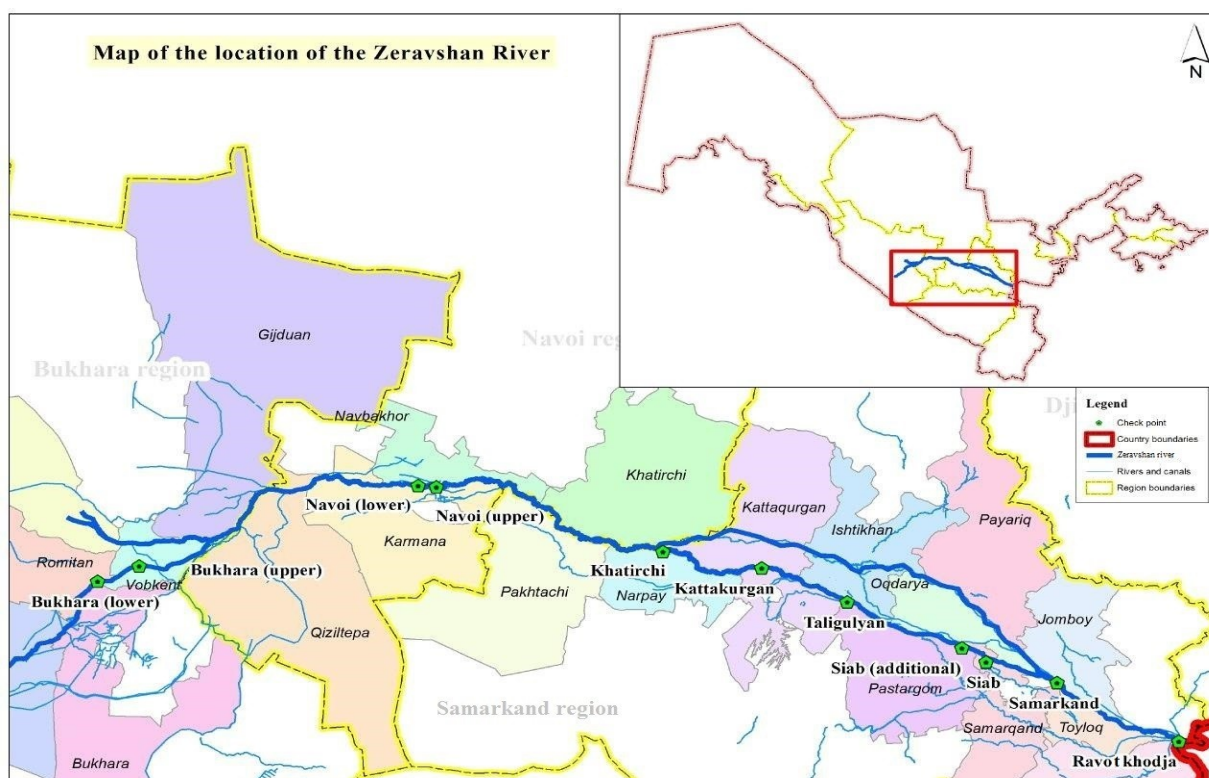 Map of the location of the Zeravshan River
N
Gijduan
Bukhara region
Navoi reg
Dji
Legend
Check point
Country boundaries
Zeravshan river
Rivers and canals
Region boundaries
Navbakhor
Khatirchi
Kattaqurgan
Ishtikhan
Payariq
Navoi (lower)
Navoi (upper)
Karmana
Romitan
Vobkent
Bukhara (upper)
Bukhara (lower)
Khatirchi
Kattakurgan
Oqdarya
Pakhtachi
Narpay
Taligulyan
Jomboy
Qiziltepa
Siab (additional)
Siab
Pastargom
Samarkand
Samarkand region
Samarqand
Toyloq
Ravot khodja
Bukhara